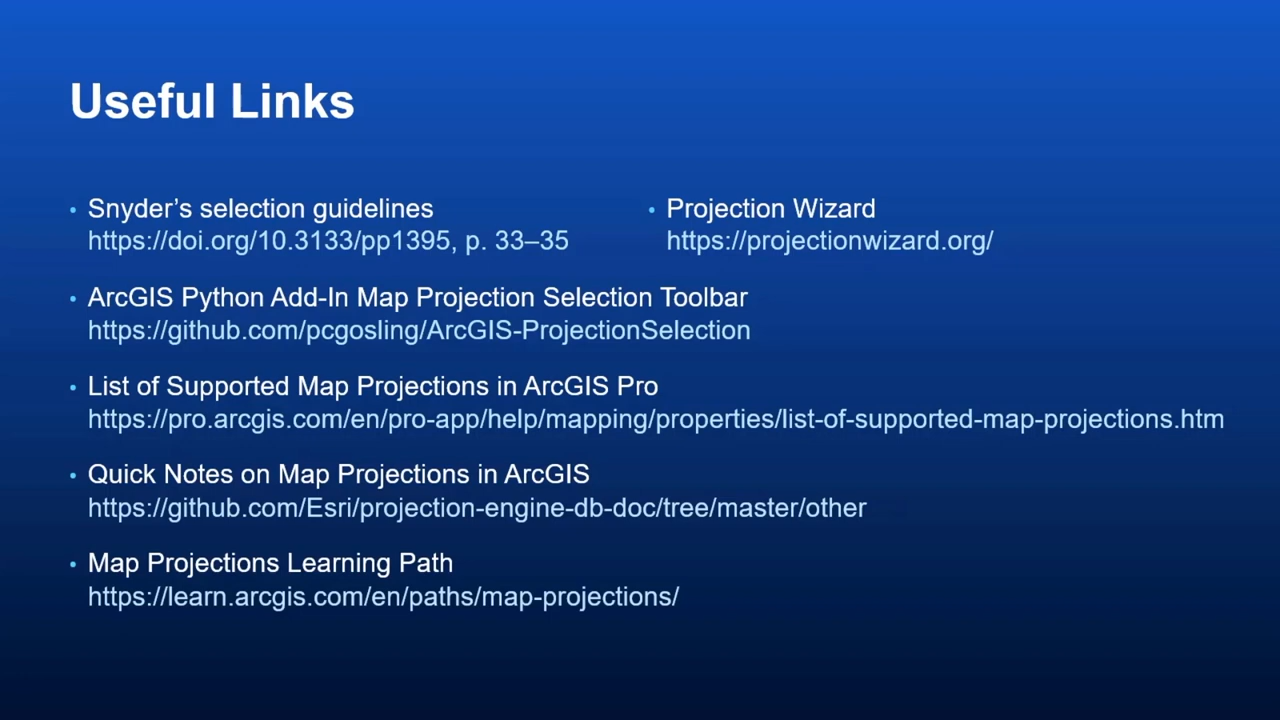 Useful Links
• Snyder’s selection guidelines
https://doi.org/10.3133/pp1395, p. 33–35
• Projection Wizard
https://projectionwizard.org/
• ArcGIS Python Add-In Map Projection Selection Toolbar
https://github.com/pcgosling/ArcGIS-ProjectionSelection
• List of Supported Map Projections in ArcGIS Pro
https://pro.arcgis.com/en/pro-app/help/mapping/properties/list-of-supported-map-projections.htm
• Quick Notes on Map Projections in ArcGIS
https://github.com/Esri/projection-engine-db-doc/tree/master/other
• Map Projections Learning Path
https://learn.arcgis.com/en/paths/map-projections/